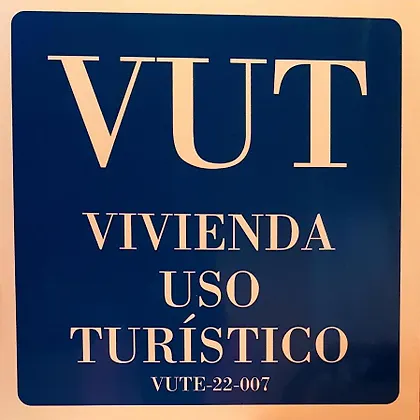 VUT
VIVIENDA
USO
TURÍSTICO
VUTE-22-007